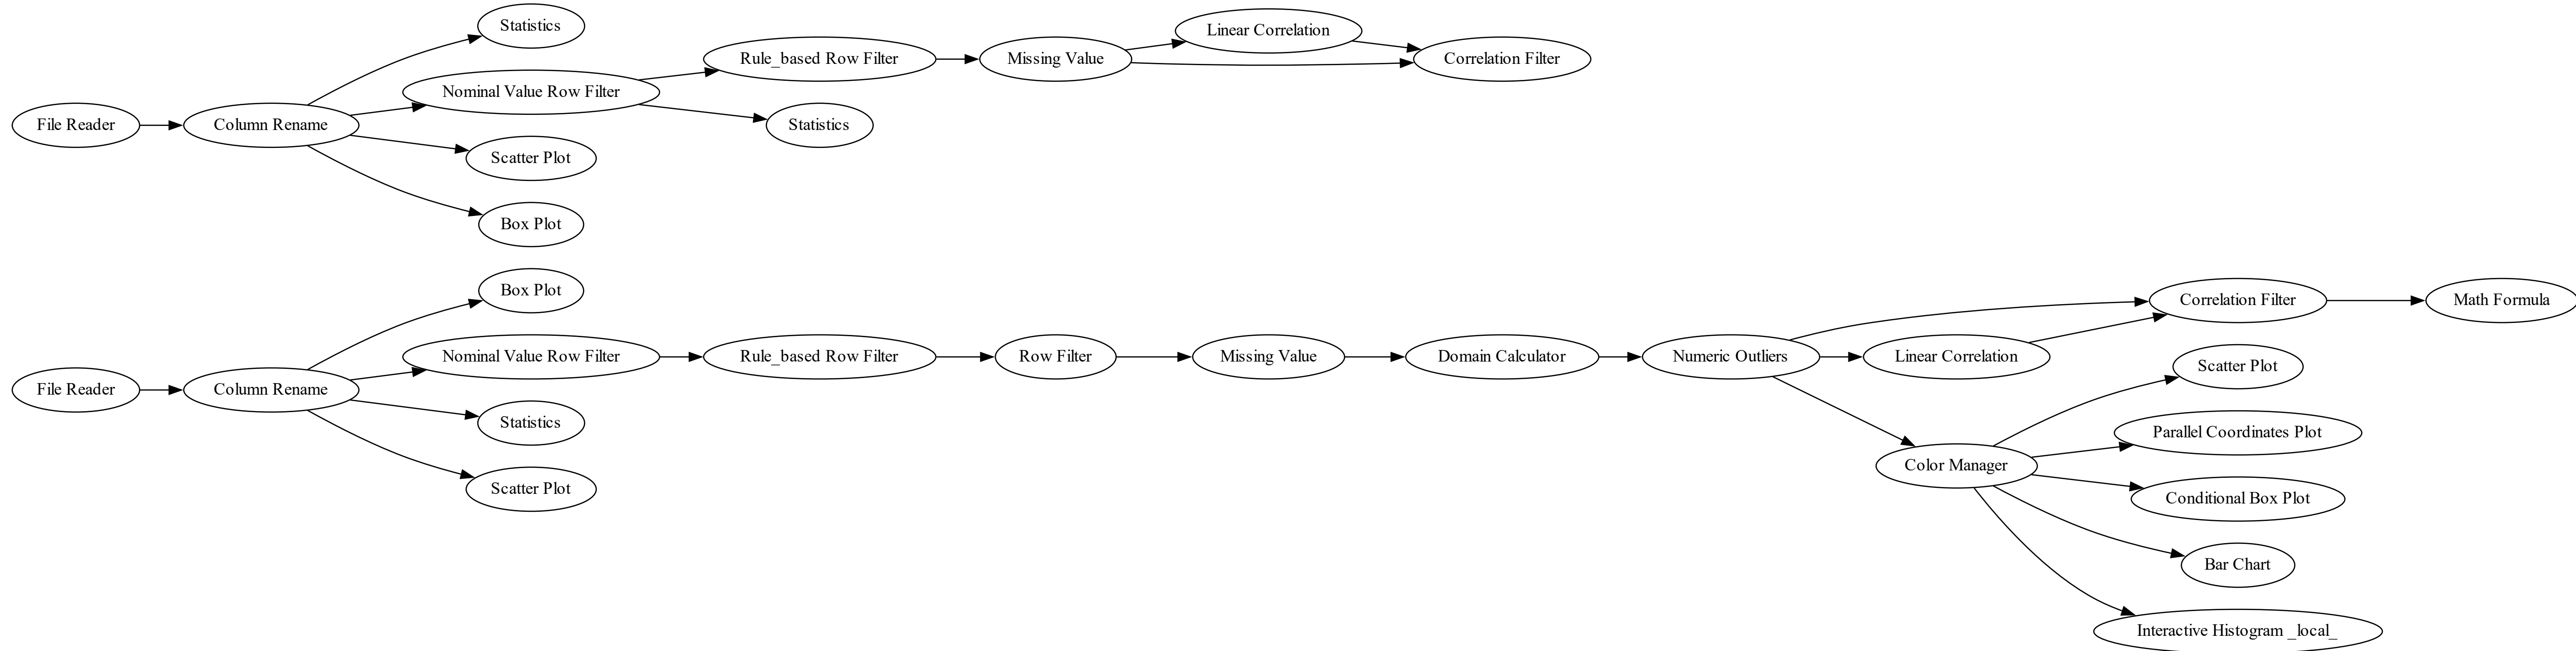 Statistics
Linear Correlation
Rule_based Row Filter
Missing Value
Correlation Filter
Nominal Value Row Filter
File Reader
Column Rename
Statistics
Scatter Plot
Box Plot
Box Plot
Correlation Filter
Math Formula
Nominal Value Row Filter
Rule_based Row Filter
Row Filter
Missing Value
Domain Calculator
Numeric Outliers
Linear Correlation
Scatter Plot
File Reader
Column Rename
Statistics
Parallel Coordinates Plot
Color Manager
Scatter Plot
Conditional Box Plot
Bar Chart
Interactive Histogram _local_